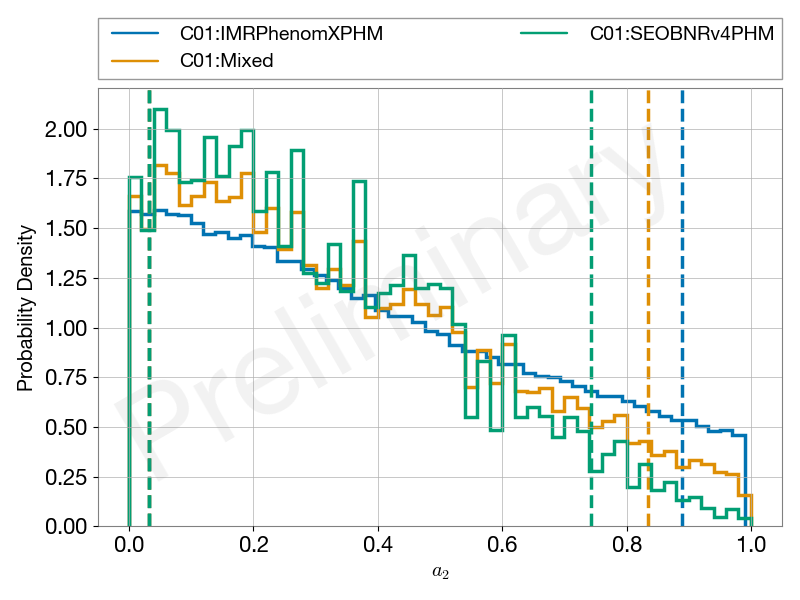 C01:IMRPhenomXPHM
C01:Mixed
C01:SEOBNRv4PHM
Preliminary
Probability Density
2.00
1.75
1.50
1.25
1.00
0.75
0.50
0.25
0.00
0.0 0.2 0.4 0.6 0.8 1.0
a₂